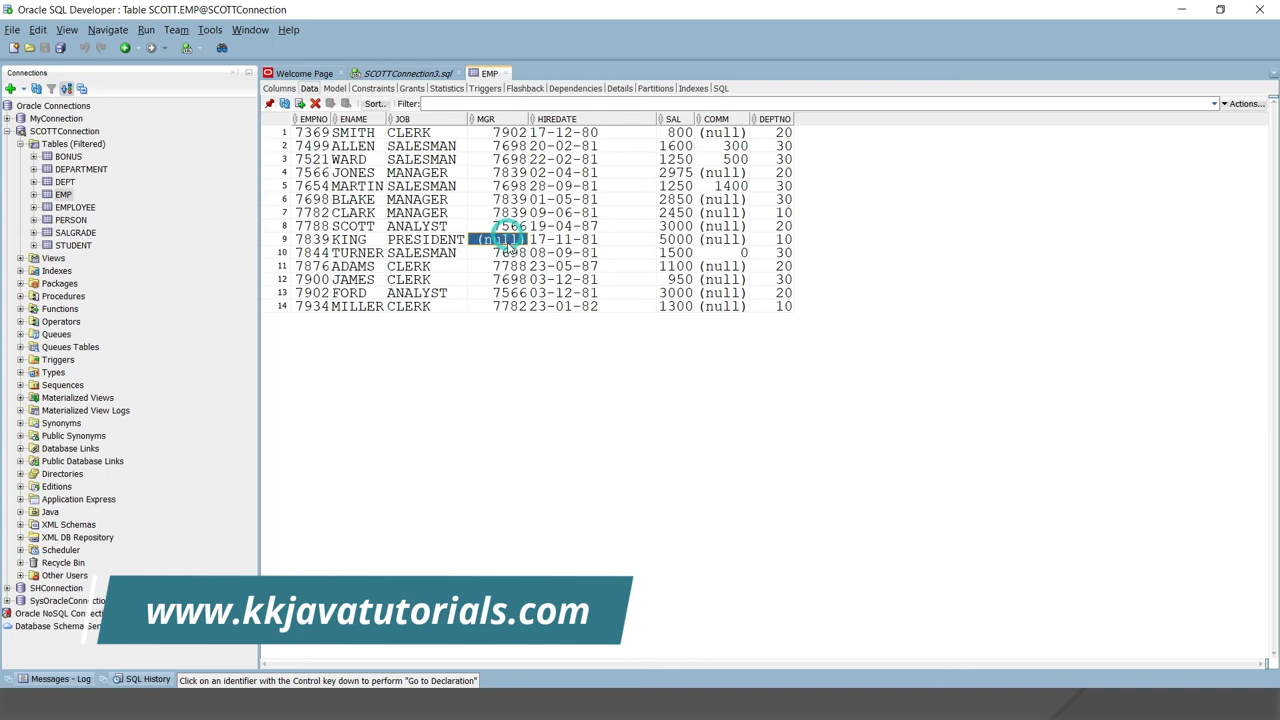 Oracle SQL Developer : Table SCOTT.EMP@SCOTTConnection
File Edit View Navigate Run Team Tools Window Help
Connections
Welcome Page SCOTTConnection3.sql EMP
Columns Data Model Constraints Grants Statistics Triggers Flashback Dependencies Details Partitions Indexes SQL
Sort.. Filter: Actions...
Oracle Connections
MyConnection
SCOTTConnection
Tables (Filtered)
BONUS
DEPARTMENT
DEPT
EMP
EMPLOYEE
PERSON
SALGRADE
STUDENT
Views
Indexes
Packages
Procedures
Functions
Operators
Queues
Queues Tables
Triggers
Types
Sequences
Materialized Views
Materialized View Logs
Synonyms
Public Synonyms
Database Links
Public Database Links
Directories
Editions
Application Express
Java
XML Schemas
XML DB Repository
Scheduler
Recycle Bin
Other Users
SHConnection
SysOracleConnectio
Oracle NoSQL Connecti
Database Schema Serv
EMPNO ENAME JOB MGR HIREDATE SAL COMM DEPTNO
1 7369 SMITH CLERK 7902 17-12-80 800 (null) 20
2 7499 ALLEN SALESMAN 7698 20-02-81 1600 300 30
3 7521 WARD SALESMAN 7698 22-02-81 1250 500 30
4 7566 JONES MANAGER 7839 02-04-81 2975 (null) 20
5 7654 MARTIN SALESMAN 7698 28-09-81 1250 1400 30
6 7698 BLAKE MANAGER 7839 01-05-81 2850 (null) 30
7 7782 CLARK MANAGER 7839 09-06-81 2450 (null) 10
8 7788 SCOTT ANALYST 7566 19-04-87 3000 (null) 20
9 7839 KING PRESIDENT (null) 17-11-81 5000 (null) 10
10 7844 TURNER SALESMAN 7698 08-09-81 1500 0 30
11 7876 ADAMS CLERK 7788 23-05-87 1100 (null) 20
12 7900 JAMES CLERK 7698 03-12-81 950 (null) 30
13 7902 FORD ANALYST 7566 03-12-81 3000 (null) 20
14 7934 MILLER CLERK 7782 23-01-82 1300 (null) 10
www.kkjavatutorials.com
Messages - Log SQL History Click on an identifier with the Control key down to perform "Go to Declaration"